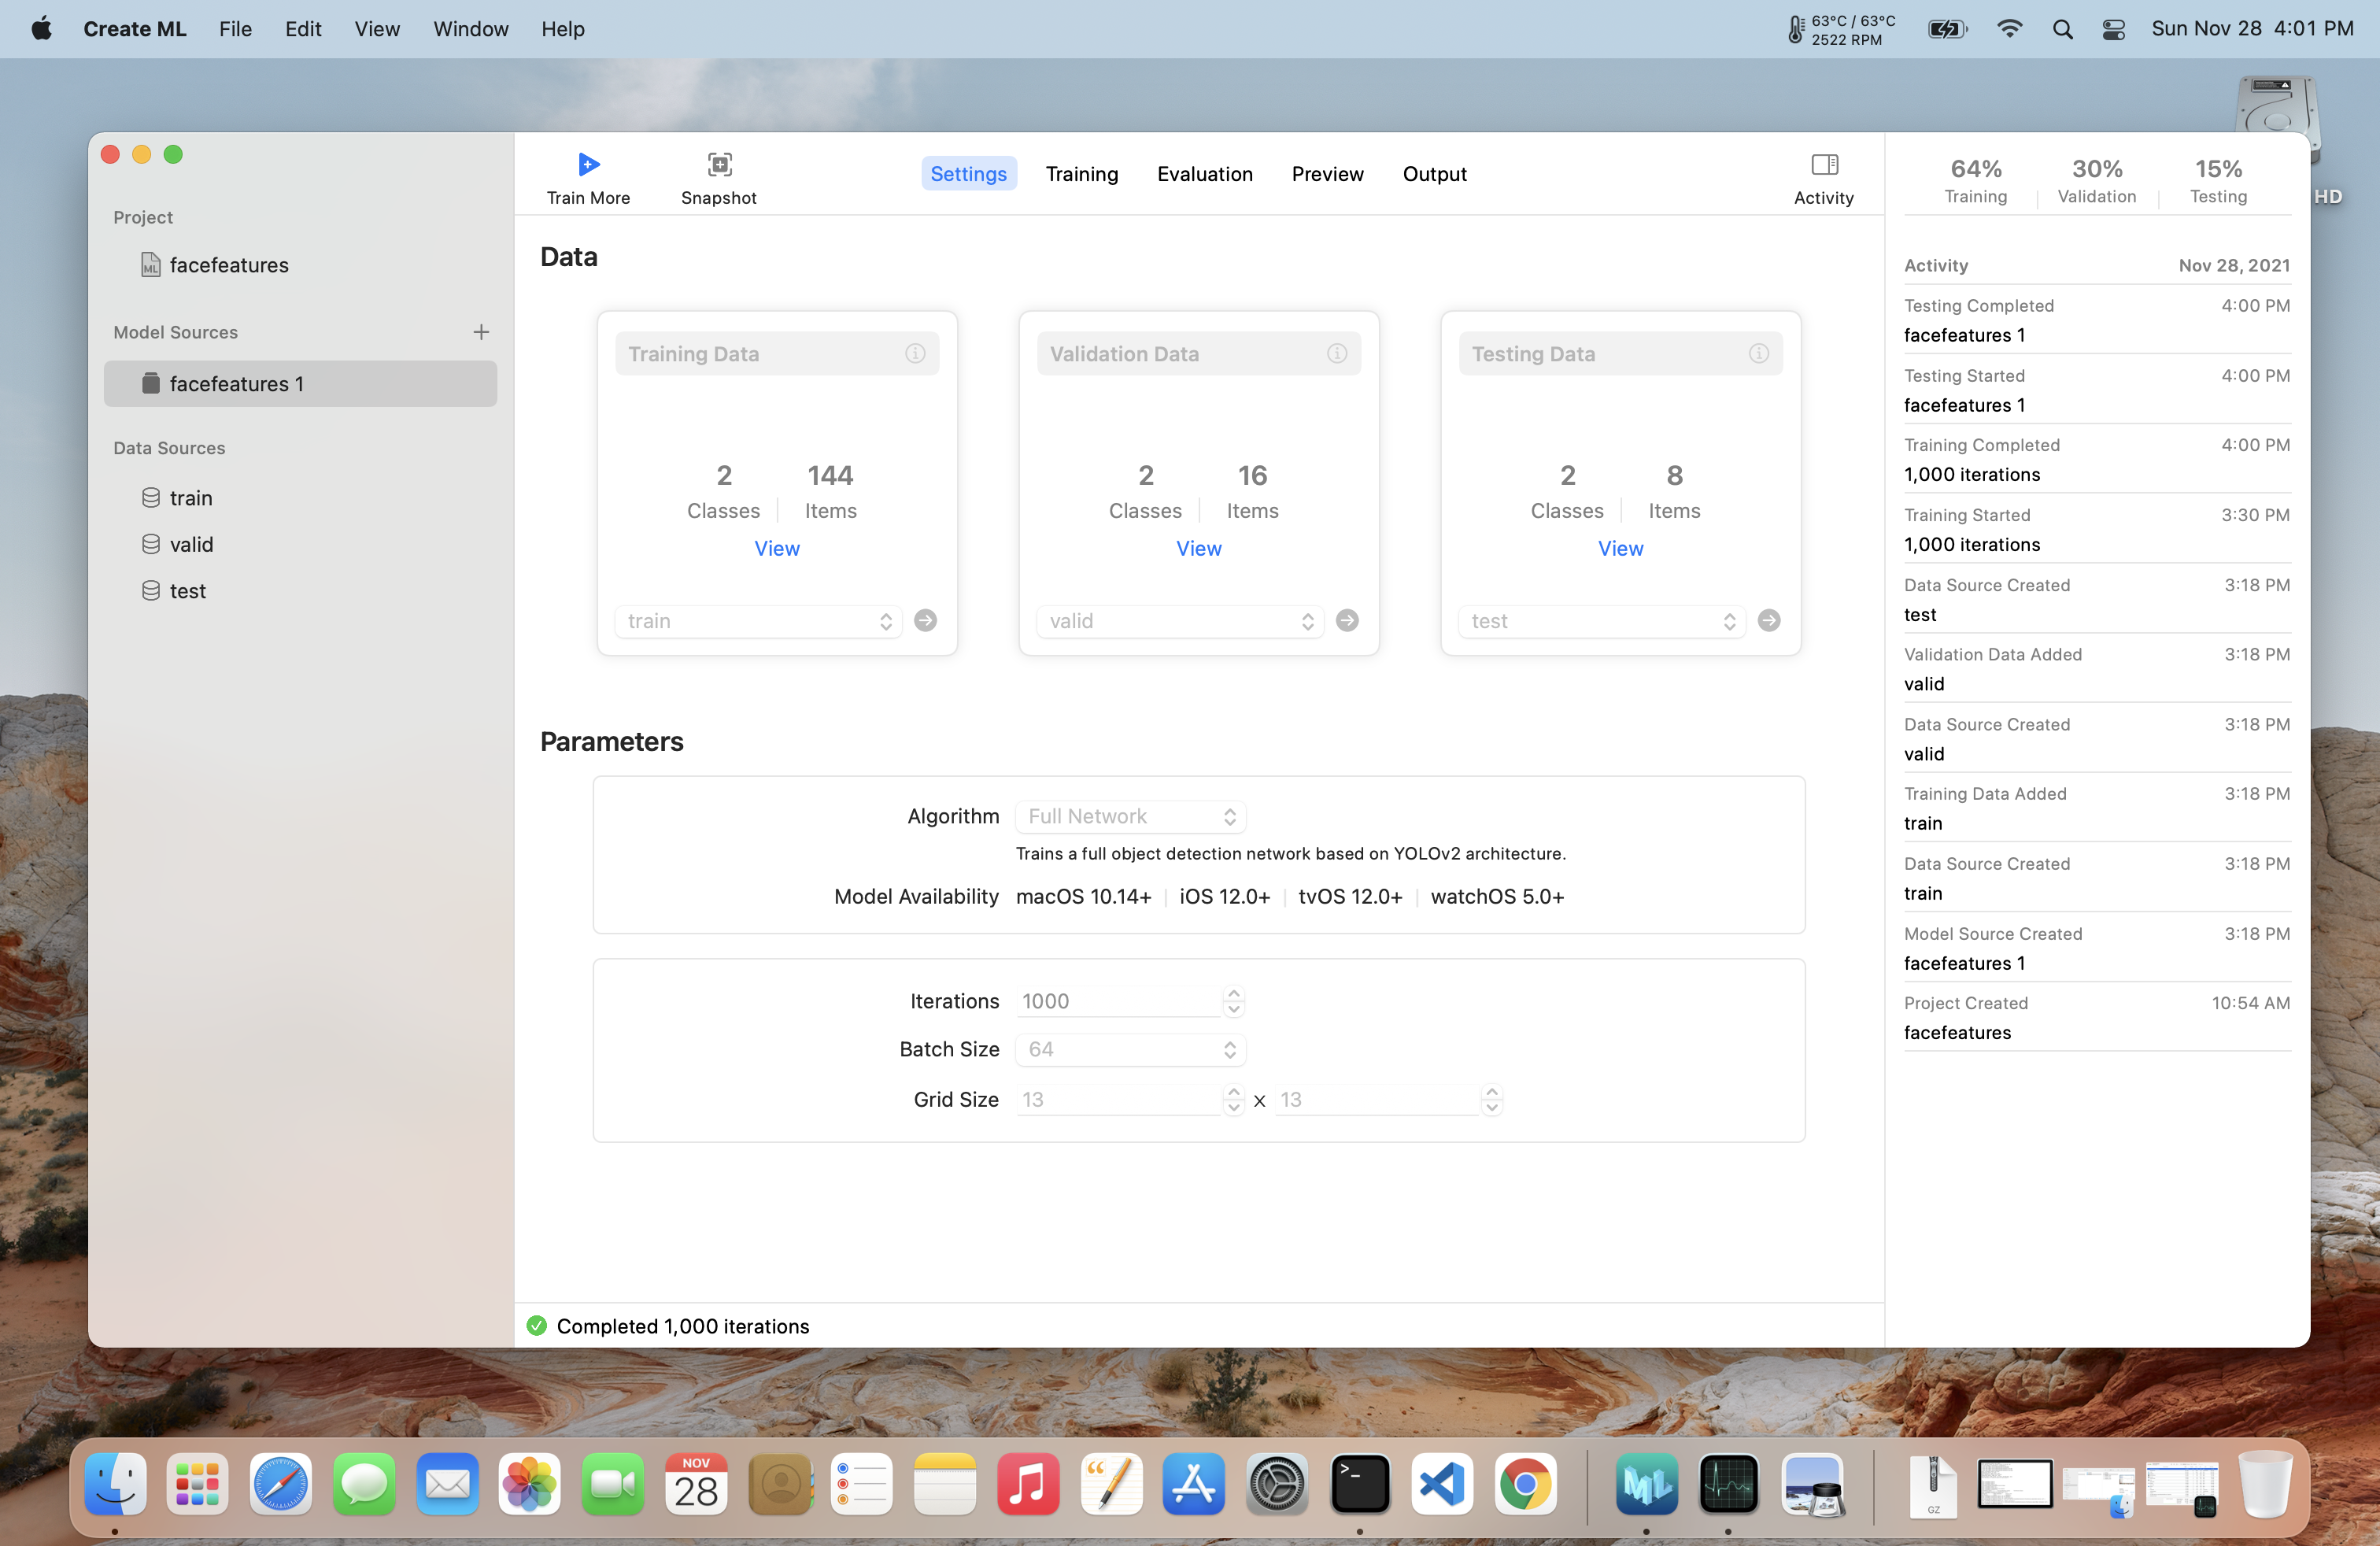 Create ML File Edit View Window Help
63°C / 63°C
2522 RPM
Sun Nov 28 4:01 PM
HD
Project
facefeatures
Model Sources
facefeatures 1
Data Sources
train
valid
test
Train More
Snapshot
Settings Training Evaluation Preview Output
Activity
Data
Training Data
2 144
Classes Items
View
train
Validation Data
2 16
Classes Items
View
valid
Testing Data
2 8
Classes Items
View
test
Parameters
Algorithm Full Network
Trains a full object detection network based on YOLOv2 architecture.
Model Availability macOS 10.14+ iOS 12.0+ tvOS 12.0+ watchOS 5.0+
Iterations 1000
Batch Size 64
Grid Size 13 x 13
Completed 1,000 iterations
64% 30% 15%
Training Validation Testing
Activity Nov 28, 2021
Testing Completed 4:00 PM
facefeatures 1
Testing Started 4:00 PM
facefeatures 1
Training Completed 4:00 PM
1,000 iterations
Training Started 3:30 PM
1,000 iterations
Data Source Created 3:18 PM
test
Validation Data Added 3:18 PM
valid
Data Source Created 3:18 PM
valid
Training Data Added 3:18 PM
train
Data Source Created 3:18 PM
train
Model Source Created 3:18 PM
facefeatures 1
Project Created 10:54 AM
facefeatures
NOV
28
>_
ML
GZ